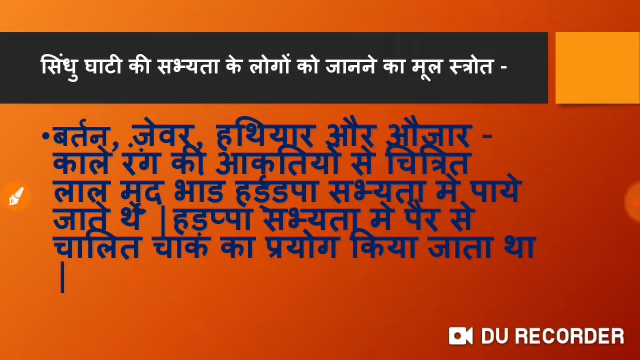 सिंधु घाटी की सभ्यता के लोगों को जानने का मूल स्त्रोत -
•बर्तन, ज़ेवर, हथियार और औज़ार -
काले रंग की आकृतियों से चित्रित
लाल मृद भांड हड़्डपा सभ्यता में पाये
जाते थे |हड़प्पा सभ्यता में पैर से
चालित चाक का प्रयोग किया जाता था
|
DU RECORDER